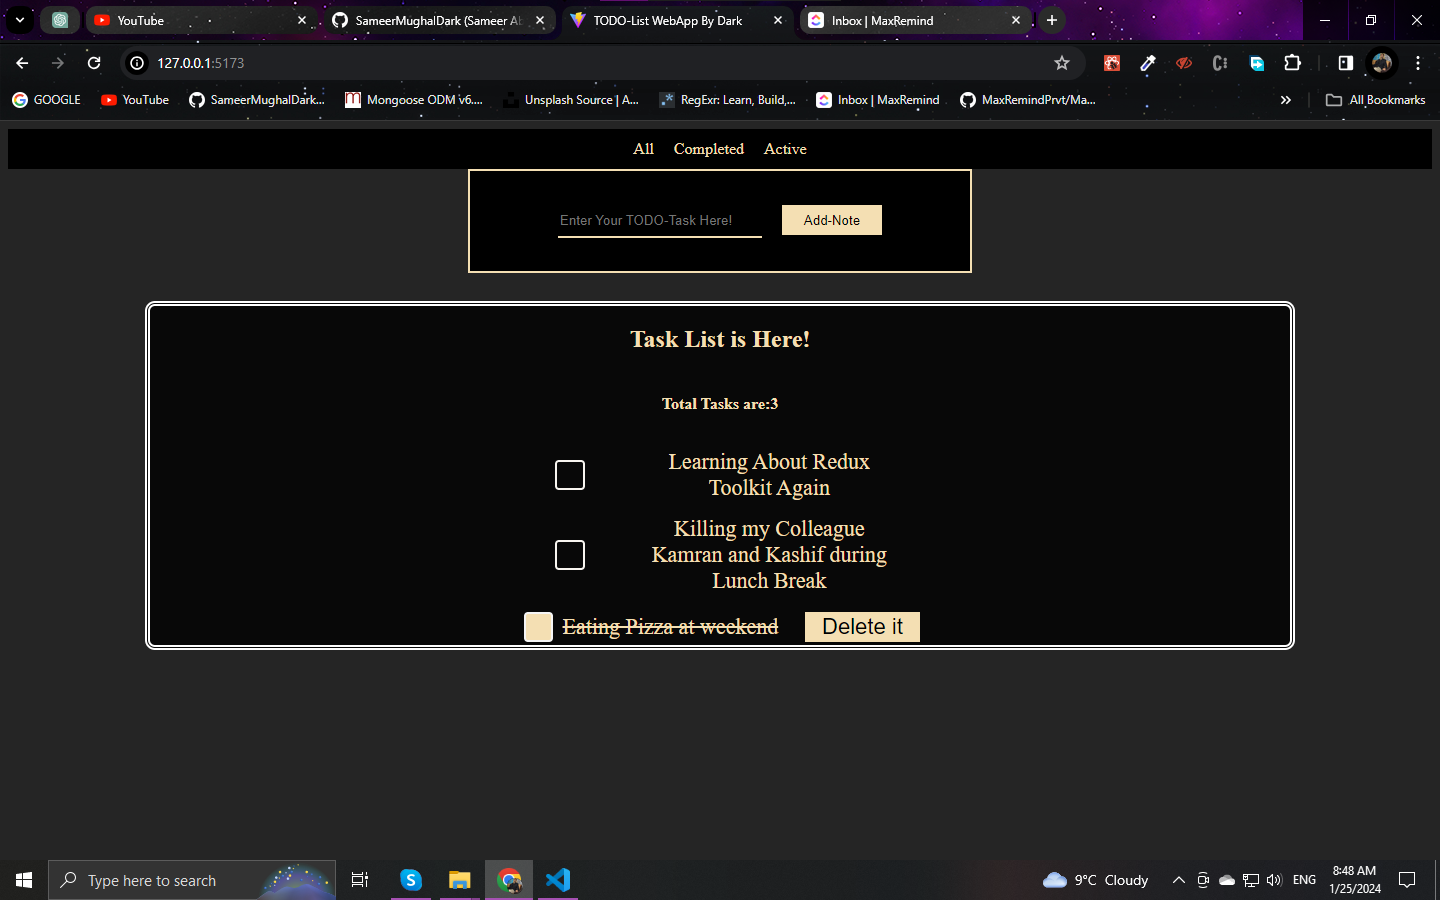 YouTube
SameerMughalDark (Sameer Ab
TODO-List WebApp By Dark
Inbox | MaxRemind
127.0.0.1:5173
GOOGLE
YouTube
SameerMughalDark...
Mongoose ODM v6....
Unsplash Source | A...
RegExr: Learn, Build,...
Inbox | MaxRemind
MaxRemindPrvt/Ma...
All Bookmarks
All Completed Active
Enter Your TODO-Task Here!
Add-Note
Task List is Here!
Total Tasks are:3
Learning About Redux
Toolkit Again
Killing my Colleague
Kamran and Kashif during
Lunch Break
Eating Pizza at weekend
Delete it
Type here to search
9°C Cloudy
ENG
8:48 AM
1/25/2024